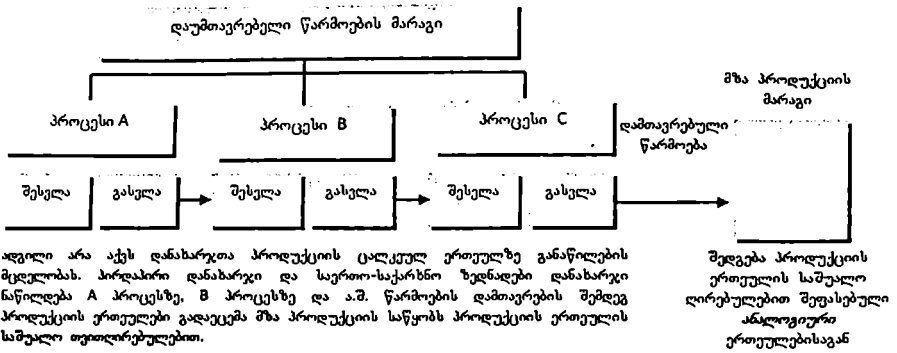 დაუმთავრებელი წარმოების მარაგი
მზა პროდუქციის
მარაგი
პროცესი A
პროცესი B
პროცესი C
დამთავრებული
წარმოება
შესვლა
გასვლა
შესვლა
გასვლა
შესვლა
გასვლა
ადგილი არა აქვს დანახარჯთა პროდუქციის ცალკეულ ერთეულზე განაწილების
მცდელობას. პირდაპირი დანახარჯი და საერთო-საქარხნო ზედნადები დანახარჯი
ნაწილდება A პროცესზე, B პროცესზე და ა.შ. წარმოების დამთავრების შემდეგ
პროდუქციის ერთეულები გადაეცემა მზა პროდუქციის საწყობს პროდუქციის ერთეულის
საშუალო თვითღირებულებით.
შედგება პროდუქციის
ერთეულის საშუალო
ღირებულებით შეფასებული
ანალოგიური
ერთეულებისაგან